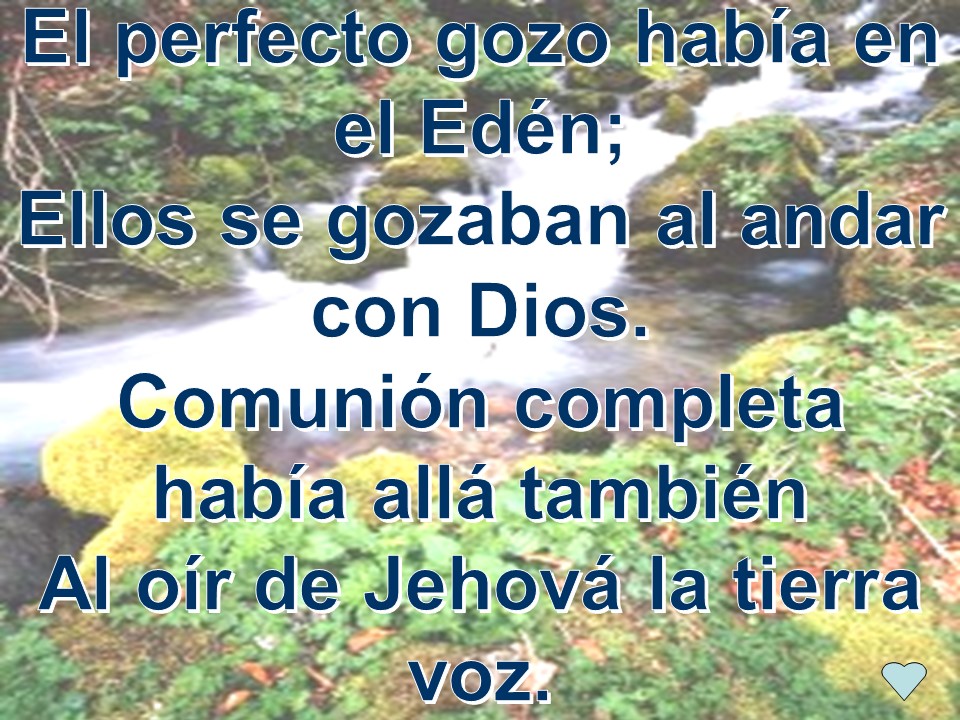 El perfecto gozo había en
el Edén;
Ellos se gozaban al andar
con Dios.
Comunión completa
había allá también
Al oír de Jehová la tierra
voz.